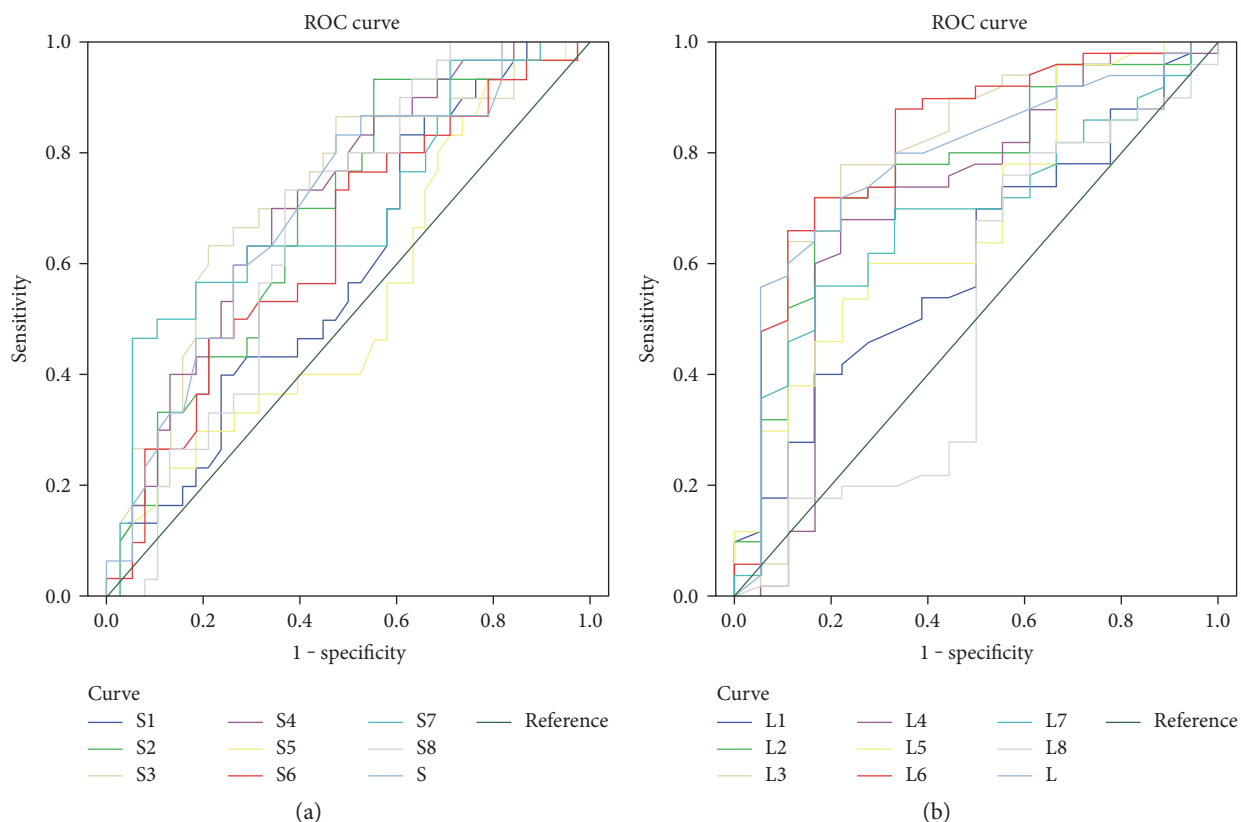 ROC curve
1.0
0.8
0.6
0.4
0.2
0.0
Sensitivity
0.0 0.2 0.4 0.6 0.8 1.0
1 – specificity
Curve
S1 S4 S7 Reference
S2 S5 S8
S3 S6 S
(a)
ROC curve
1.0
0.8
0.6
0.4
0.2
0.0
Sensitivity
0.0 0.2 0.4 0.6 0.8 1.0
1 – specificity
Curve
L1 L4 L7 Reference
L2 L5 L8
L3 L6 L
(b)